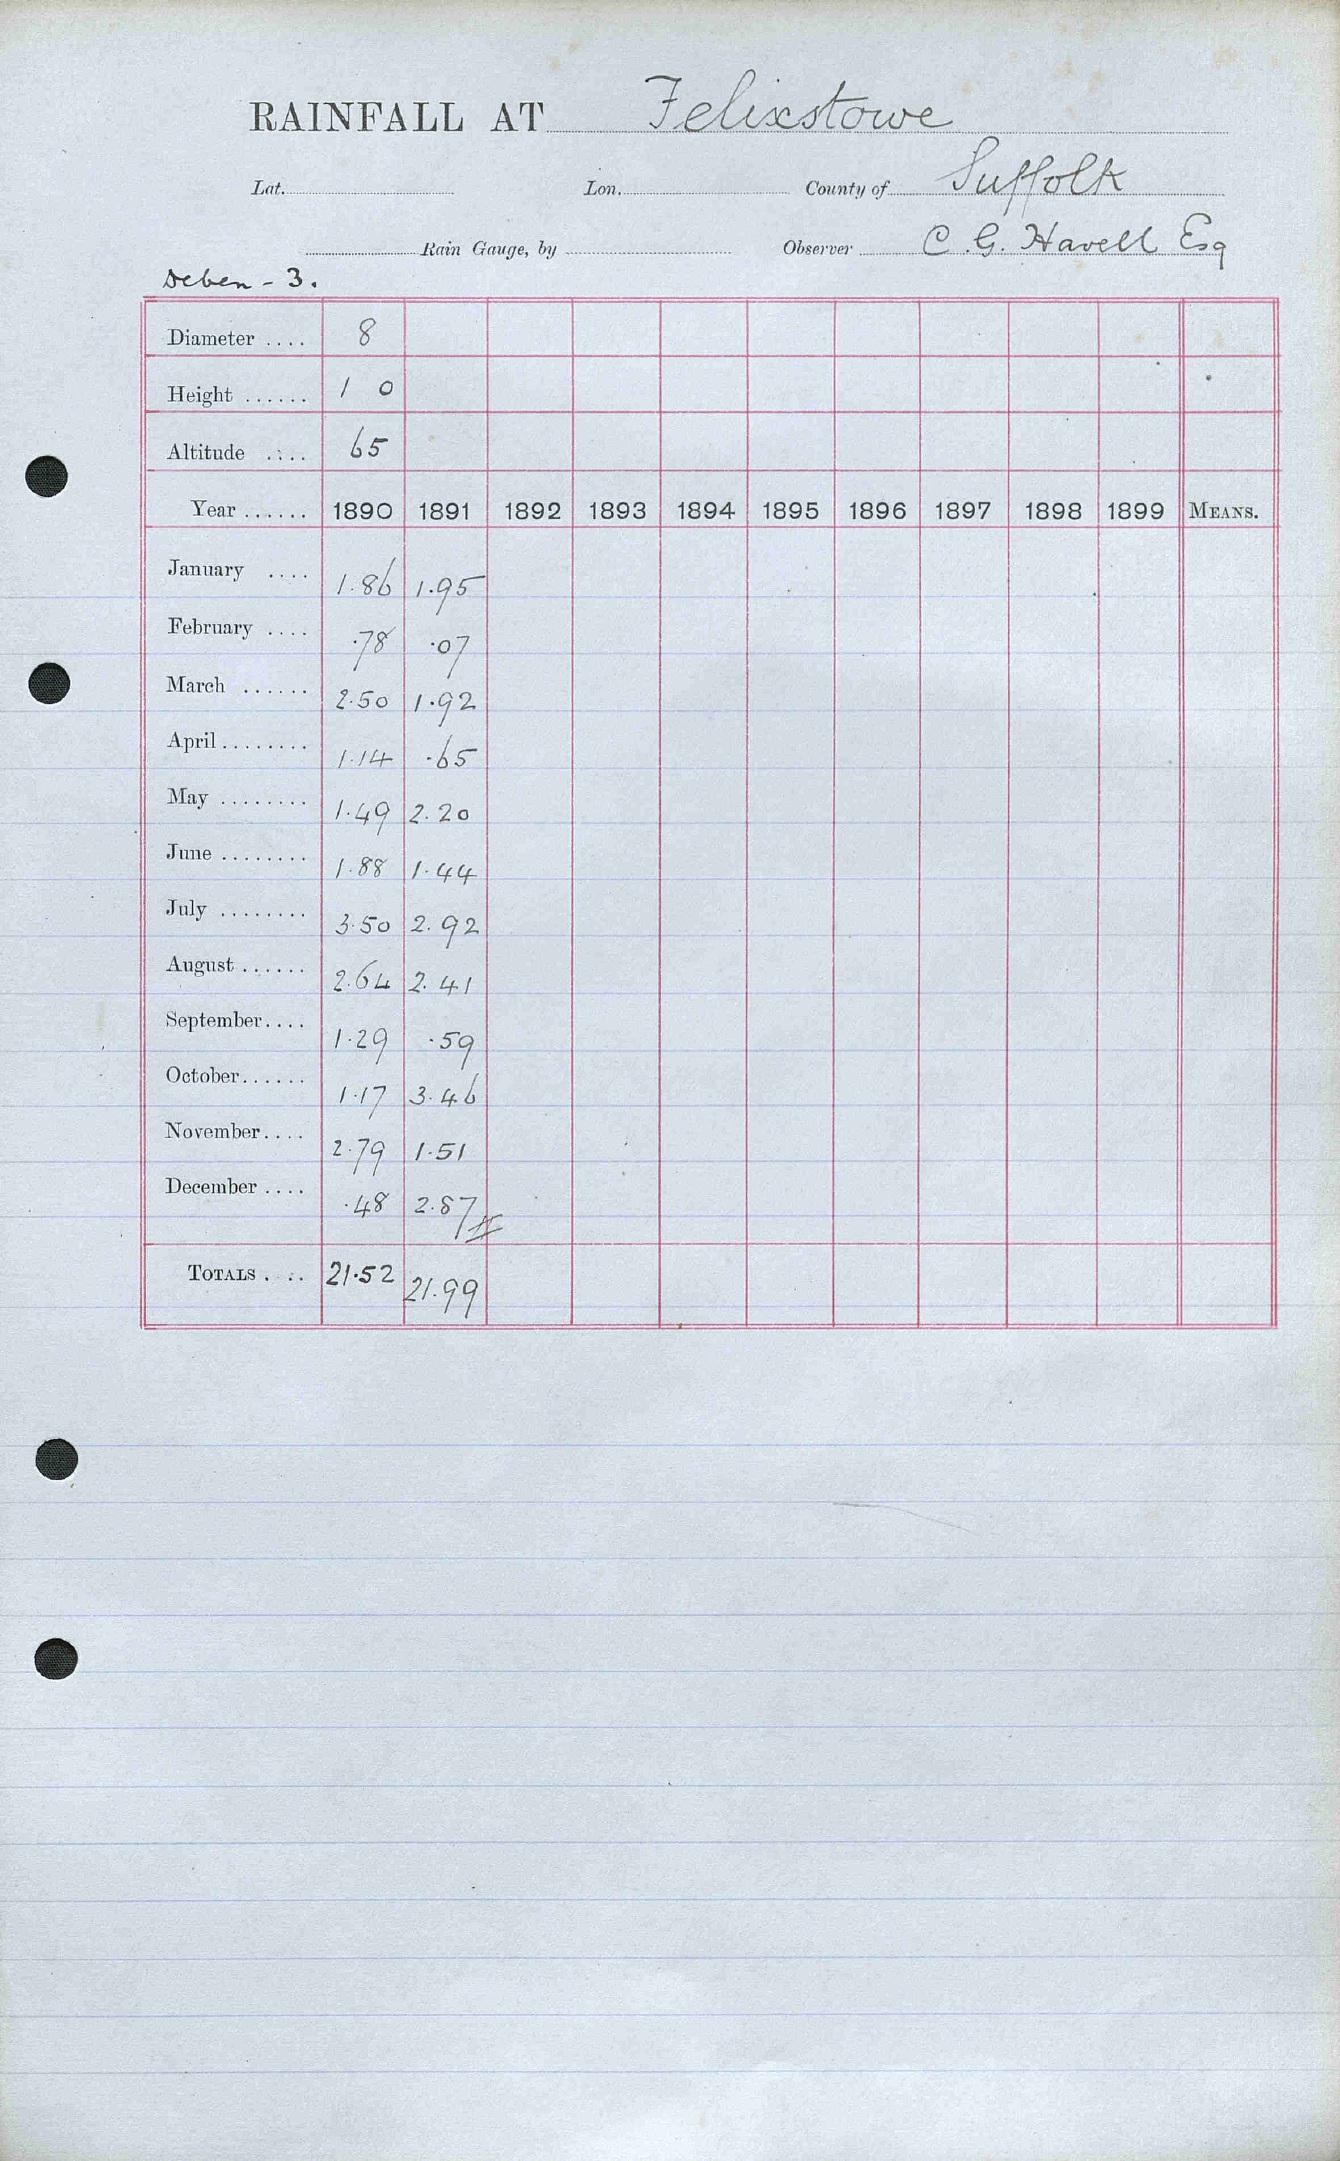 RAINFALL AT Felixstowe
Lat. Lon. County of Suffolk
Rain Gauge, by Observer C. G. Havell Esq
Deben - 3.
Diameter .... 8
Height ...... 1 0
Altitude .... 65
Year ...... 1890 1891 1892 1893 1894 1895 1896 1897 1898 1899 MEANS.
January .... 1.86 1.95
February .... .78 .07
March ...... 2.50 1.92
April ........ 1.14 .65
May ........ 1.49 2.20
June ........ 1.88 1.44
July ........ 3.50 2.92
August ...... 2.64 2.41
September .... 1.29 .59
October ...... 1.17 3.46
November .... 2.79 1.51
December .... .48 2.87
TOTALS .... 21.52 21.99